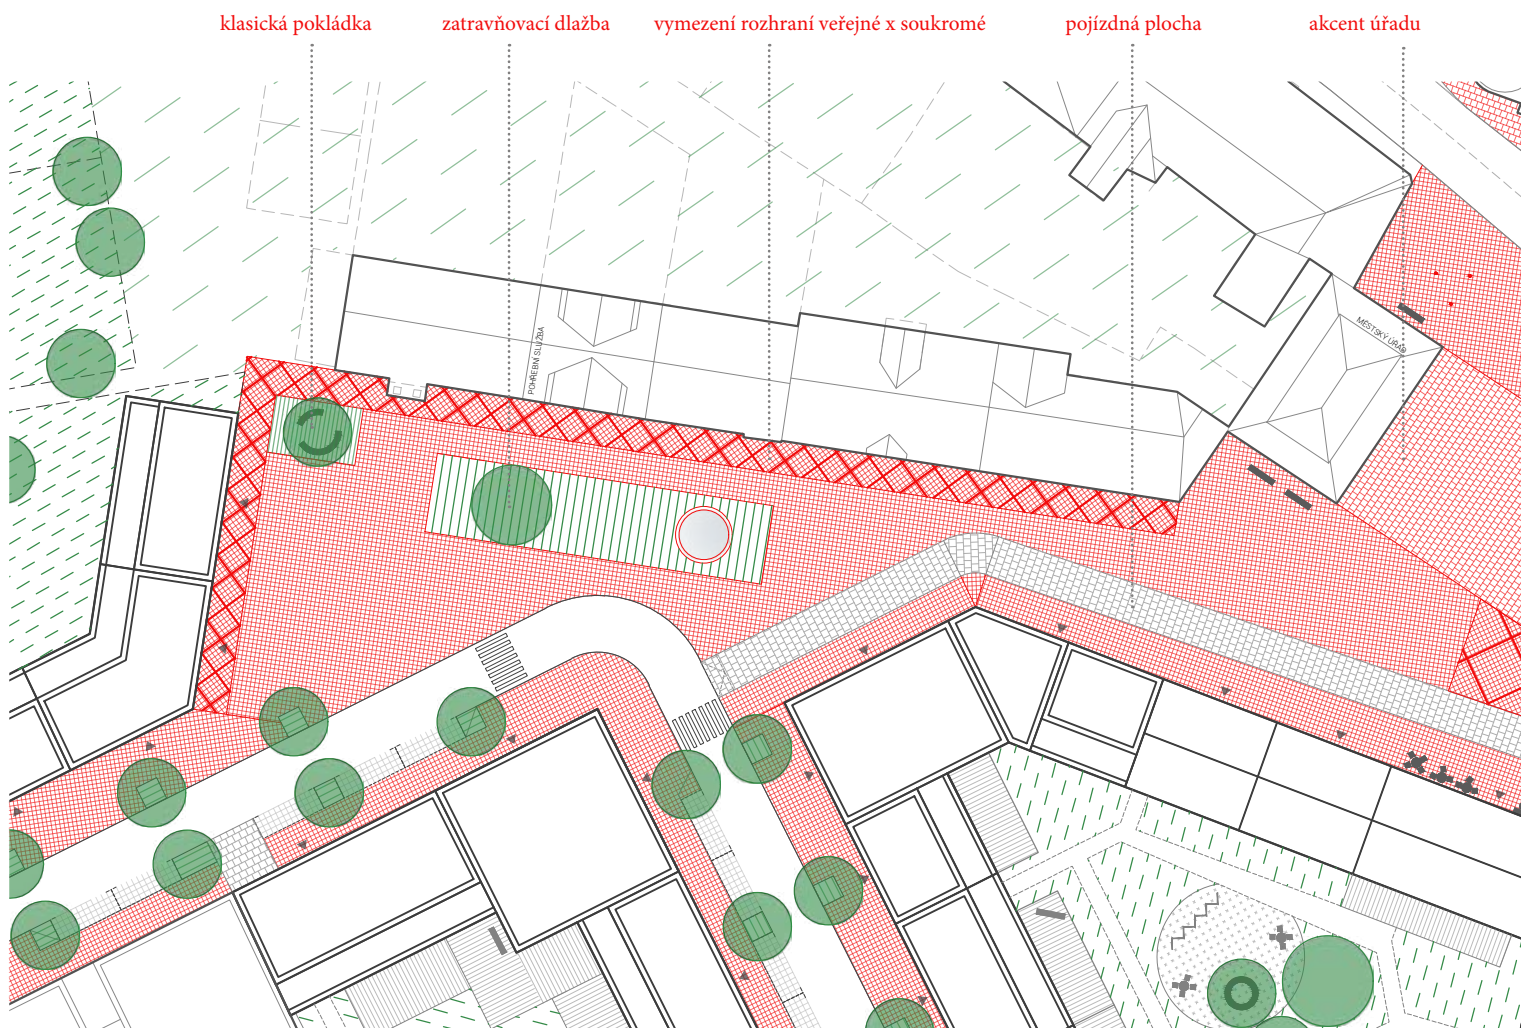 klasická pokládka
zatravňovací dlažba
vymezení rozhraní veřejné x soukromé
pojízdná plocha
akcent úřadu
POHŘEBNÍ SLUŽBA
MĚSTSKÝ ÚŘAD